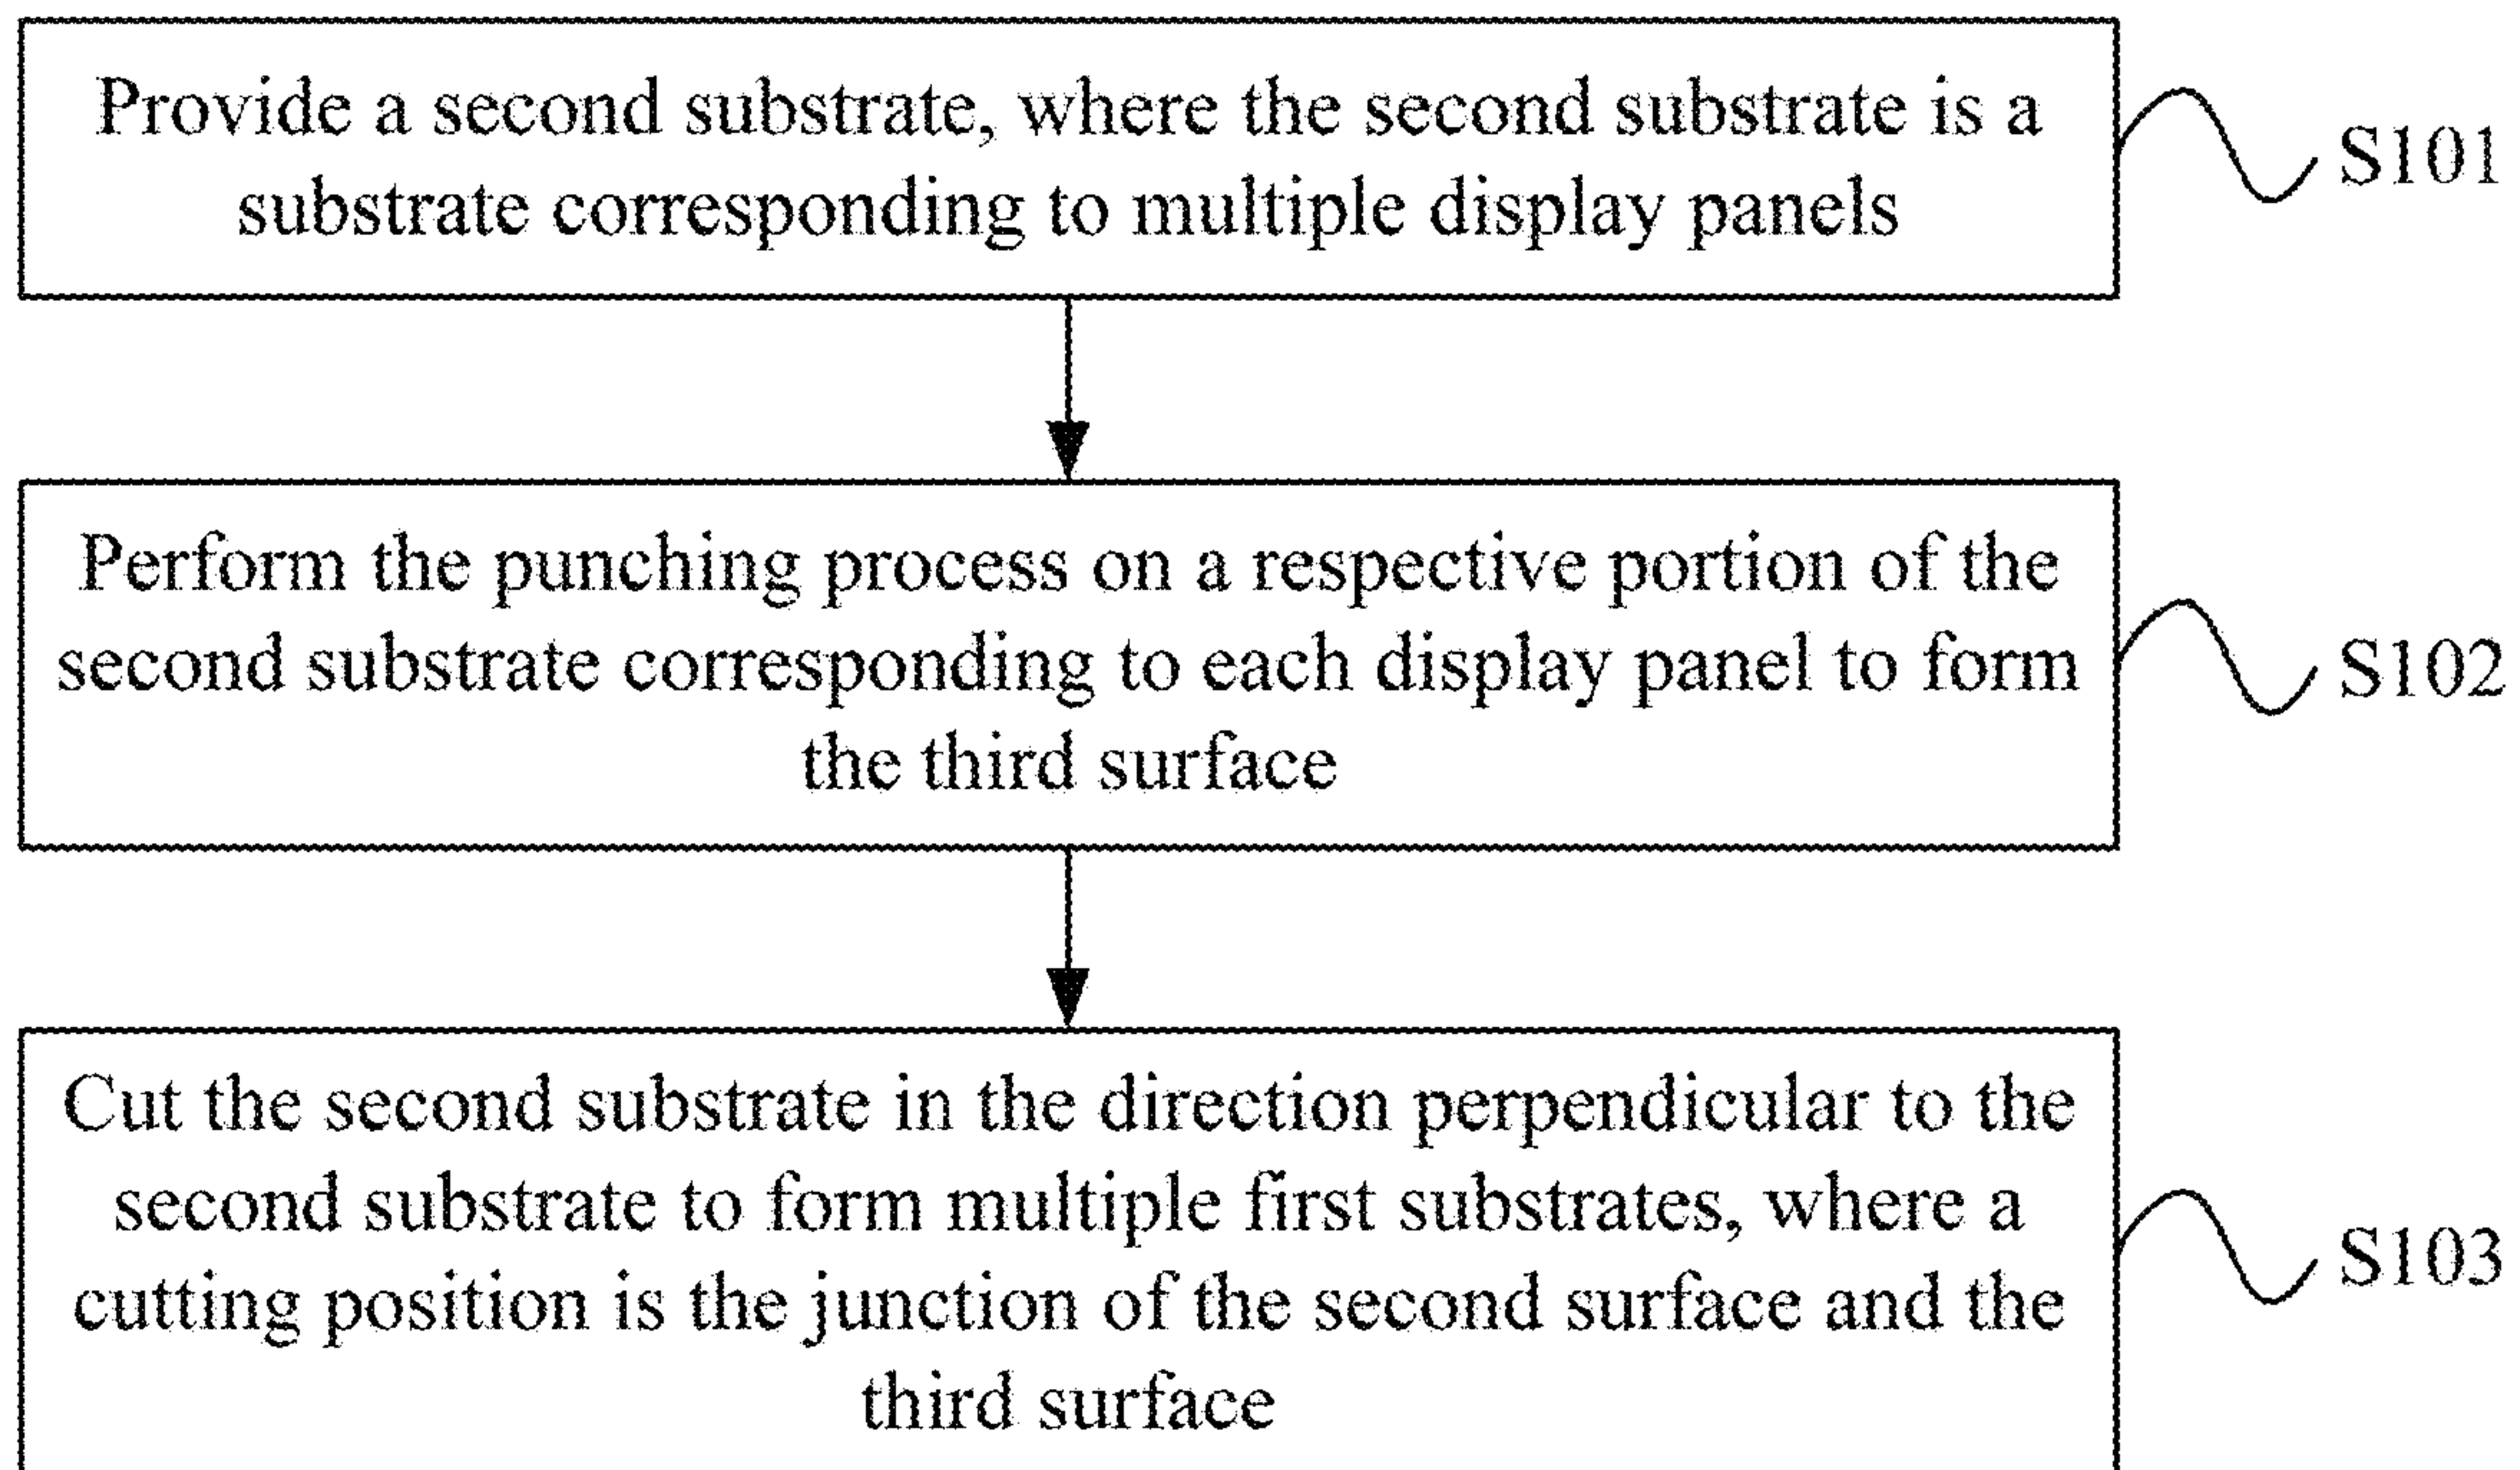 Provide a second substrate, where the second substrate is a
substrate corresponding to multiple display panels
S101
Perform the punching process on a respective portion of the
second substrate corresponding to each display panel to form
the third surface
S102
Cut the second substrate in the direction perpendicular to the
second substrate to form multiple first substrates, where a
cutting position is the junction of the second surface and the
third surface
S103